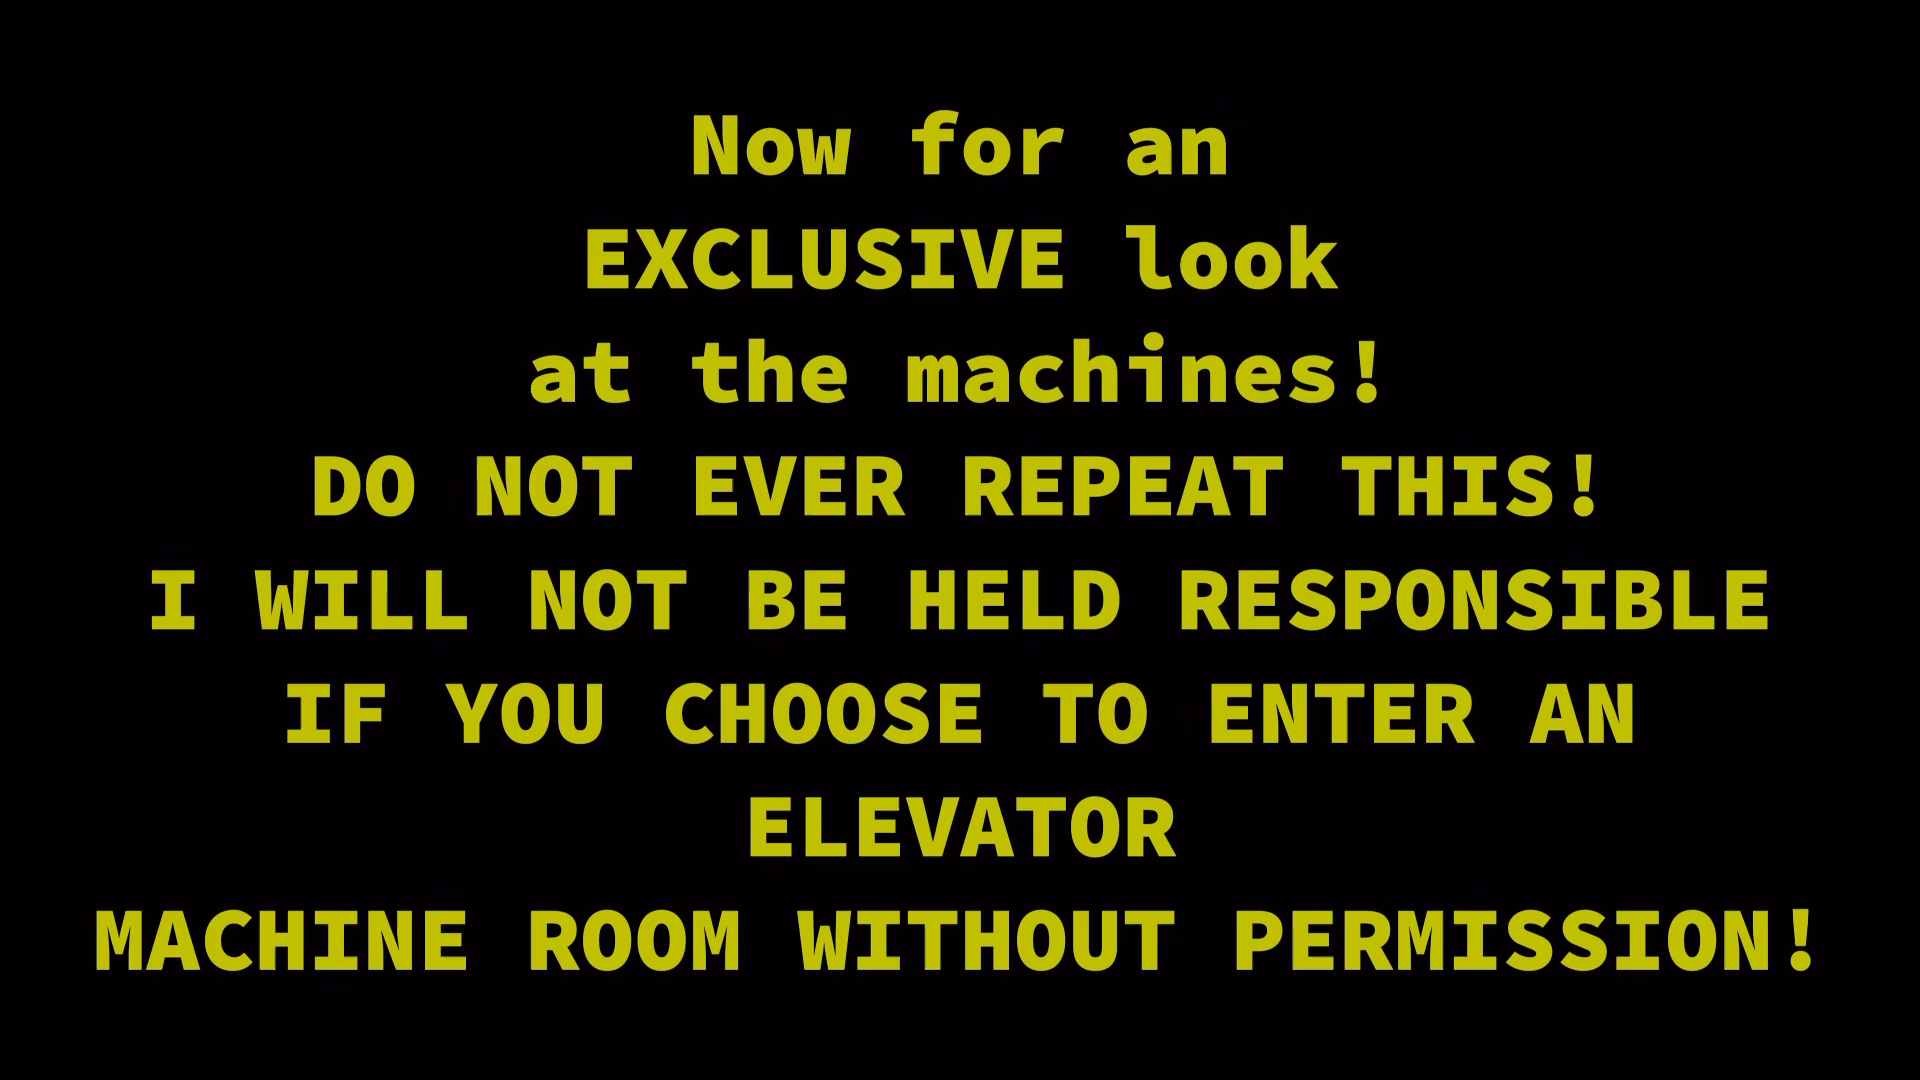 Now for an
EXCLUSIVE look
at the machines!
DO NOT EVER REPEAT THIS!
I WILL NOT BE HELD RESPONSIBLE
IF YOU CHOOSE TO ENTER AN
ELEVATOR
MACHINE ROOM WITHOUT PERMISSION!